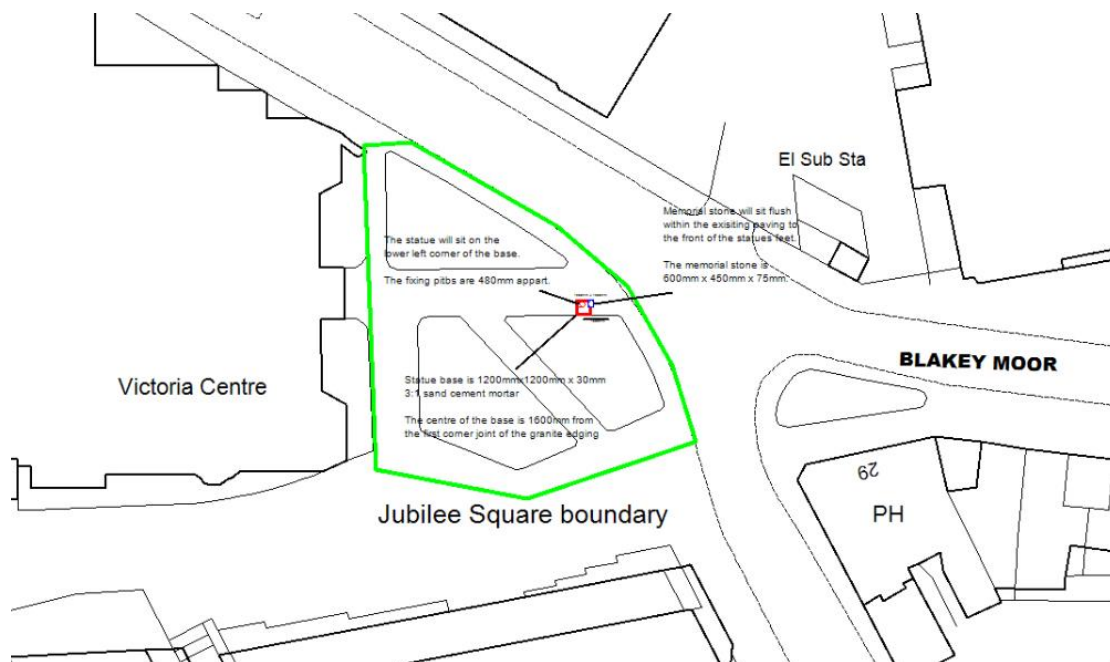 El Sub Sta
Memorial stone will sit flush
within the exisiting paving to
the front of the statues feet.
The memorial stone is
600mm x 450mm x 75mm.
The statue will sit on the
lower left corner of the base.
The fixing pitbs are 480mm appart.
BLAKEY MOOR
Victoria Centre
Statue base is 1200mmx1200mm x 30mm
3:1 sand cement mortar
The centre of the base is 1600mm from
the first corner joint of the granite edging
29
PH
Jubilee Square boundary